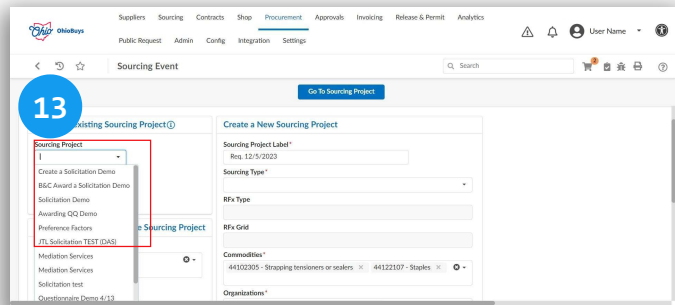 Suppliers Sourcing Contracts Shop Procurement Approvals Invoicing Release & Permit Analytics
Ohio OhioBuys
User Name
Public Request Admin Config Integration Settings
Sourcing Event
Search
Go To Sourcing Project
13
xisting Sourcing Project
Create a New Sourcing Project
Sourcing Project
Sourcing Project Label*
Req. 12/5/2023
Sourcing Type*
Create a Solicitation Demo
B&C Award a Solicitation Demo
Solicitation Demo
RFx Type
Awarding QQ Demo
Preference Factors
e Sourcing Project
RFx Grid
JTL Solicitation TEST (DAS)
Mediation Services
Commodities*
Mediation Services
44102305 - Strapping tensioners or sealers × 44122107 - Staples ×
Solicitation test
Questionnaire Demo 4/13
Organizations*